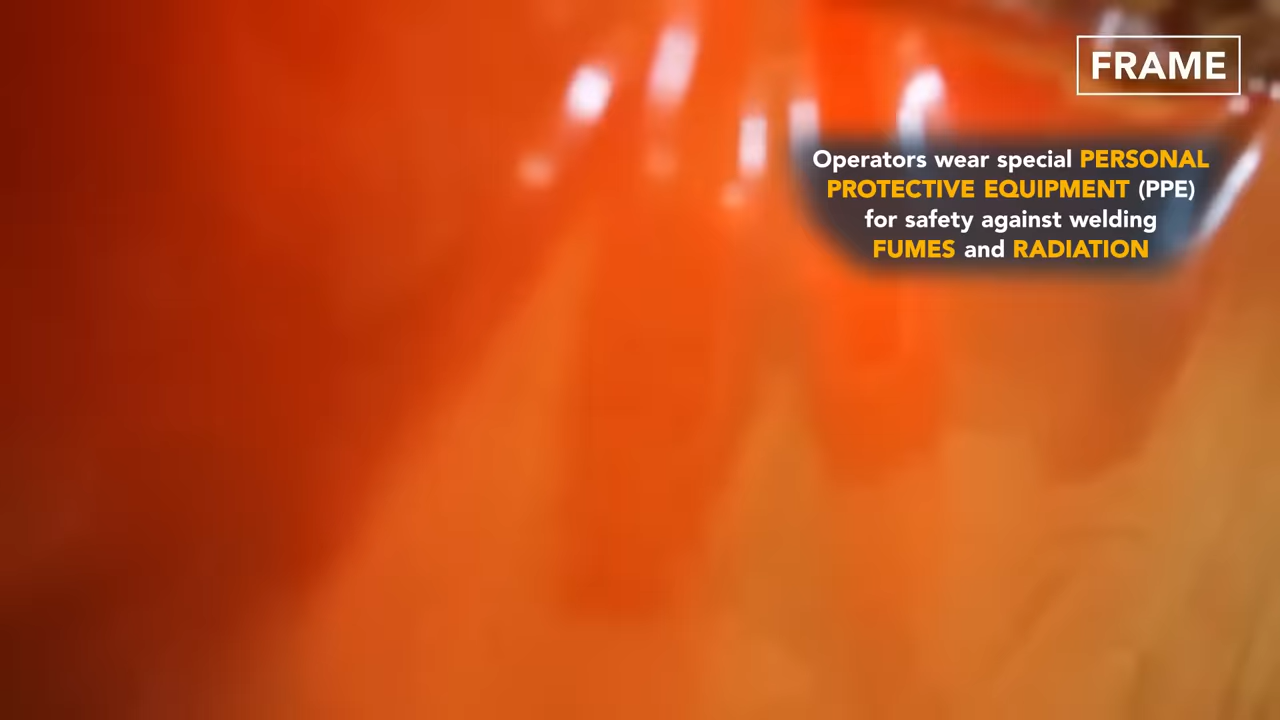 FRAME
Operators wear special PERSONAL
PROTECTIVE EQUIPMENT (PPE)
for safety against welding
FUMES and RADIATION